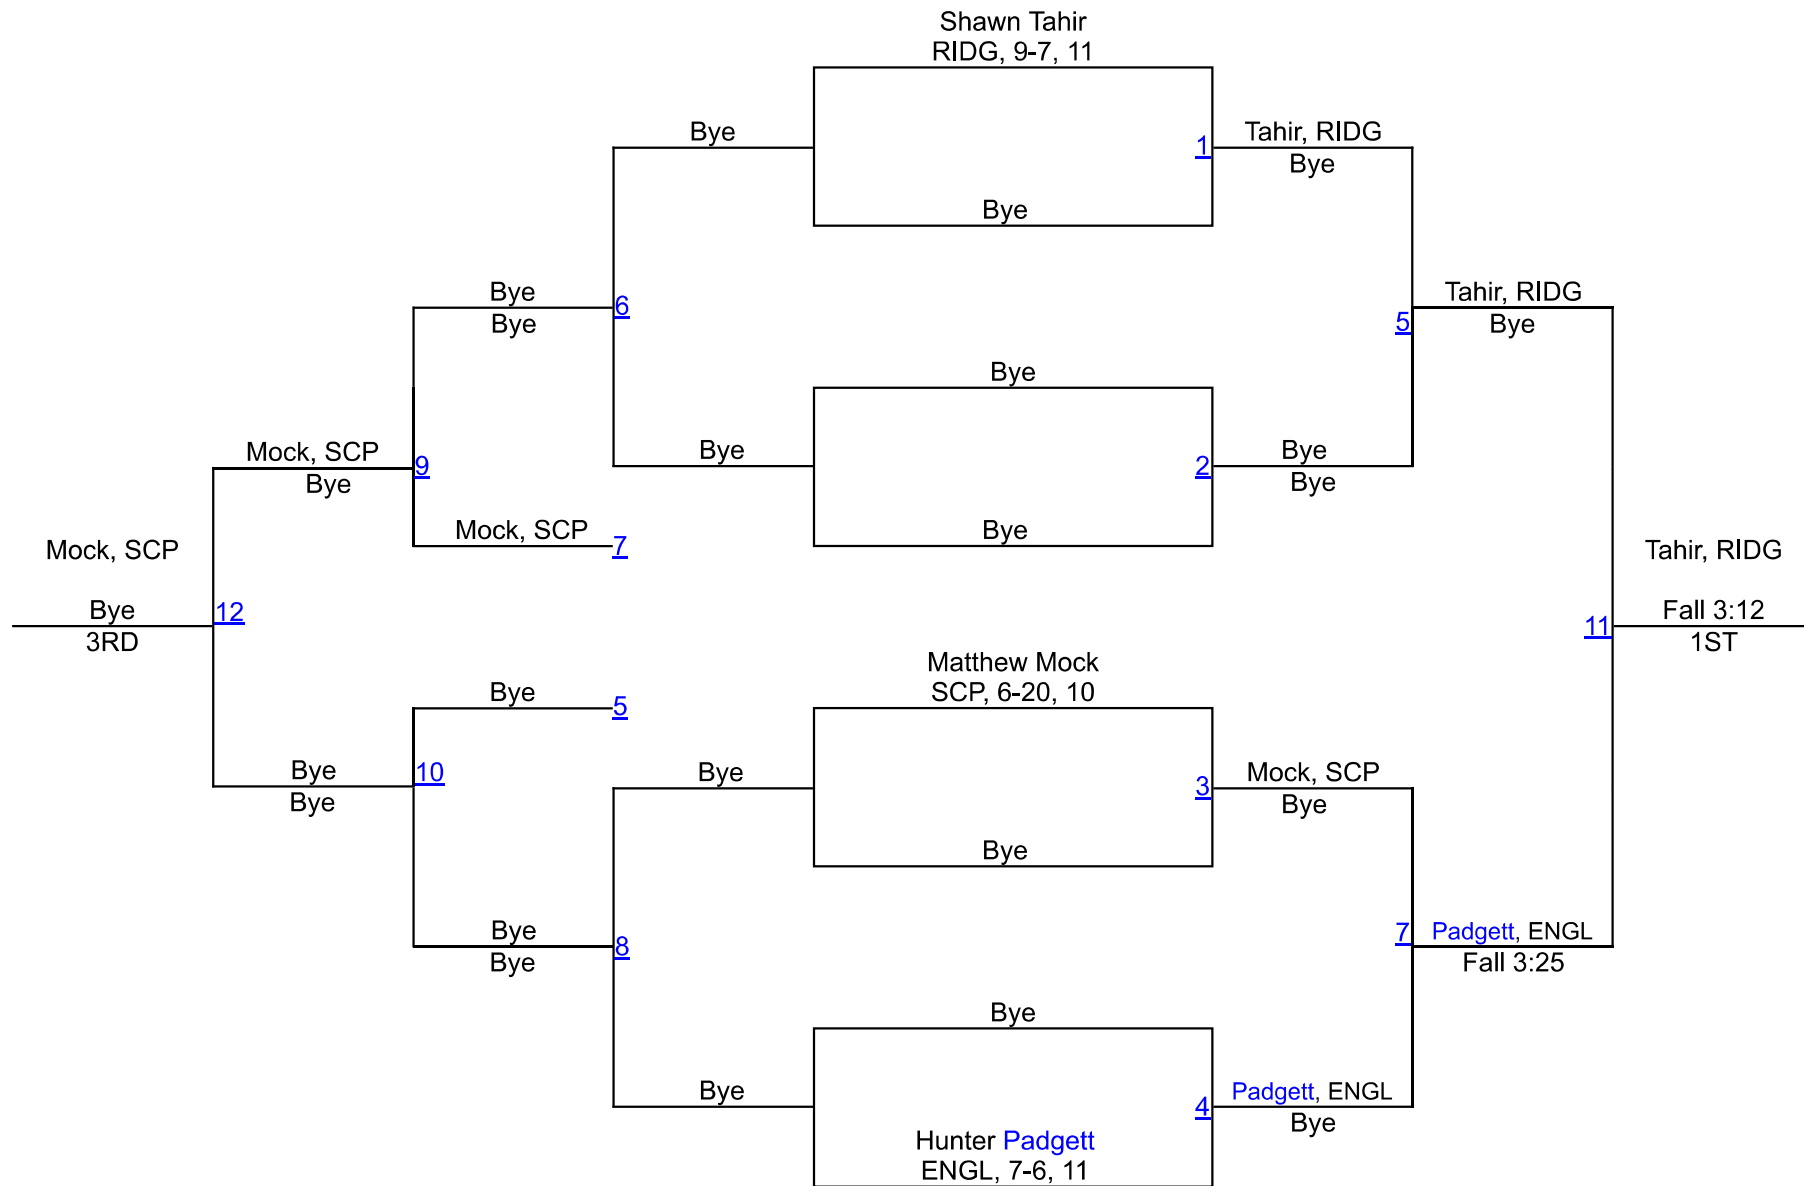 Shawn Tahir
RIDG, 9-7, 11
Bye
1
Tahir, RIDG
Bye
Bye
Bye
Bye
6
5
Tahir, RIDG
Bye
Bye
Mock, SCP
Bye
9
Bye
2
Bye
Bye
Mock, SCP
7
Bye
Mock, SCP
Bye
3RD
12
Tahir, RIDG
11
Fall 3:12
1ST
Matthew Mock
SCP, 6-20, 10
Bye
5
Bye
Bye
10
Bye
3
Mock, SCP
Bye
Bye
Bye
Bye
8
7
Padgett, ENGL
Fall 3:25
Bye
Bye
4
Padgett, ENGL
Bye
Hunter Padgett
ENGL, 7-6, 11